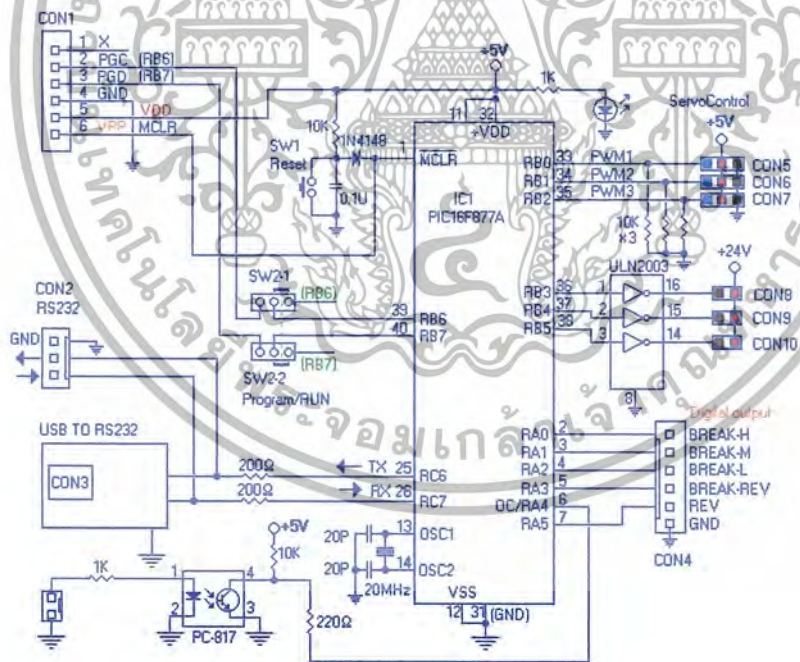 CON1
1 X
2 PGC (RB6)
3 PGD (RB7)
4 GND
5 VDD
6 VPP MCLR
+5V
1K
10K
1N4148
SW1
Reset
0.1U
1
MCLR
11 32
+VDD
IC1
PIC16F877A
ServoControl
+5V
RB0 33 PWM1 CON5
RB1 34 PWM2 CON6
RB2 35 PWM3 CON7
10K
×3
+24V
ULN2003
RB3 36 1 16 CON8
RB4 37 2 15 CON9
RB5 38 3 14 CON10
8
SW2-1
(RB6)
39 RB6
40 RB7
(RB7)
SW2-2
Program/RUN
CON2
RS232
GND
USB TO RS232
CON3
200Ω
TX 25 RC6
200Ω
RX 26 RC7
Digital output
RA0 2 BREAK-H
RA1 3 BREAK-M
RA2 4 BREAK-L
RA3 5 BREAK-REV
OC/RA4 6 REV
RA5 7 GND
CON4
+5V
10K
20P 13 OSC1
20P 14 OSC2
20MHz
VSS
12 31 (GND)
1K
1 4
2 3
PC-817
220Ω